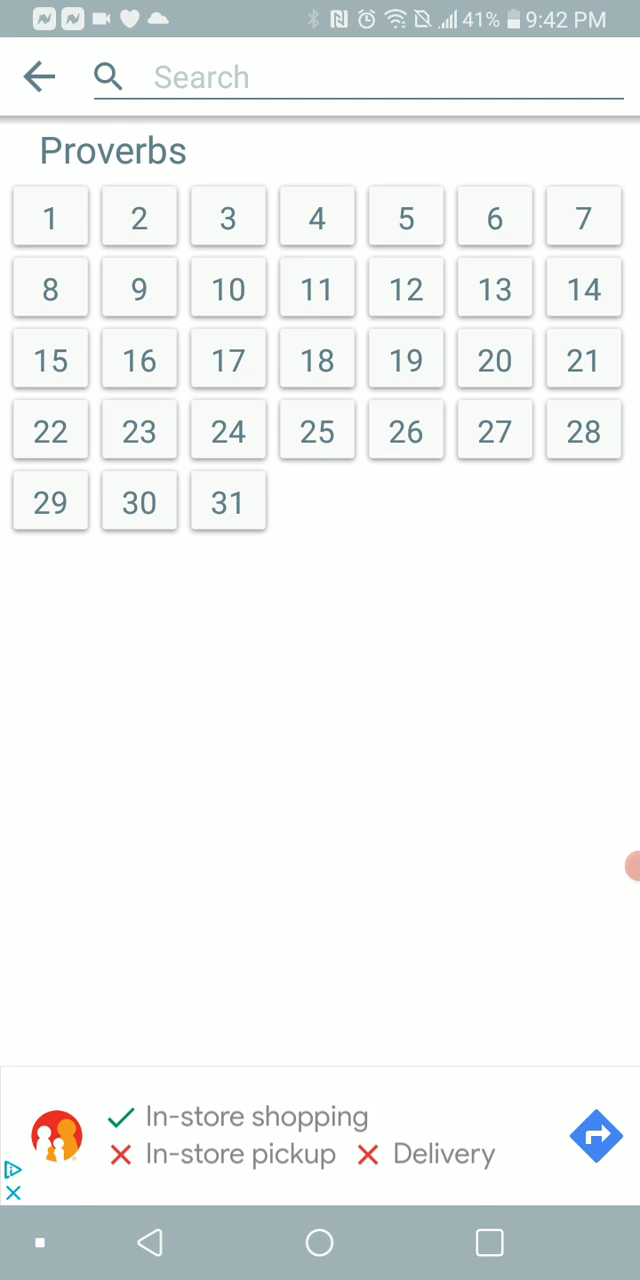 41% 9:42 PM
Search
Proverbs
1 2 3 4 5 6 7
8 9 10 11 12 13 14
15 16 17 18 19 20 21
22 23 24 25 26 27 28
29 30 31
In-store shopping
In-store pickup Delivery